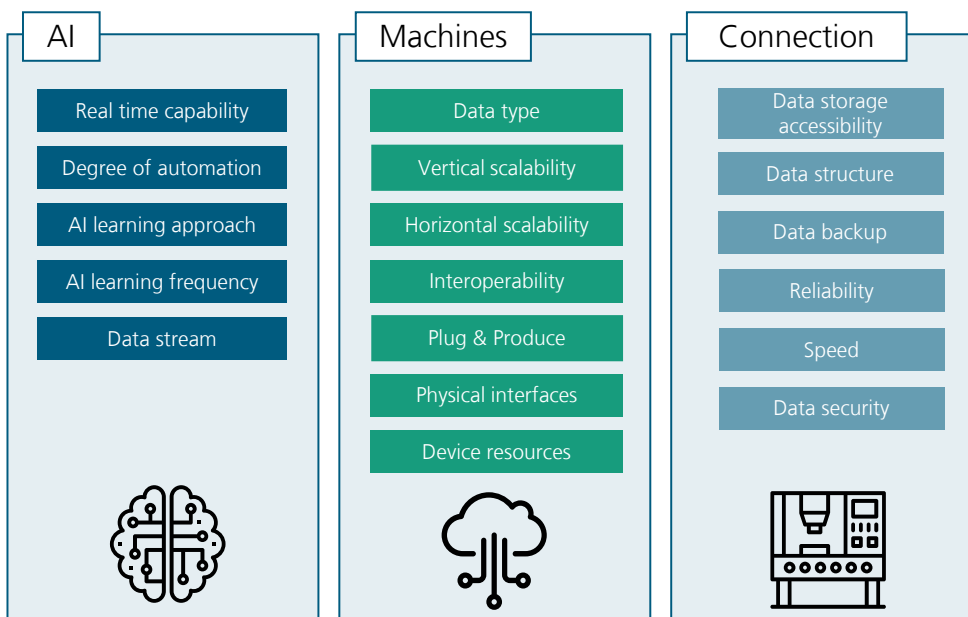 AI
Real time capability
Degree of automation
AI learning approach
AI learning frequency
Data stream
Machines
Data type
Vertical scalability
Horizontal scalability
Interoperability
Plug & Produce
Physical interfaces
Device resources
Connection
Data storage
accessibility
Data structure
Data backup
Reliability
Speed
Data security